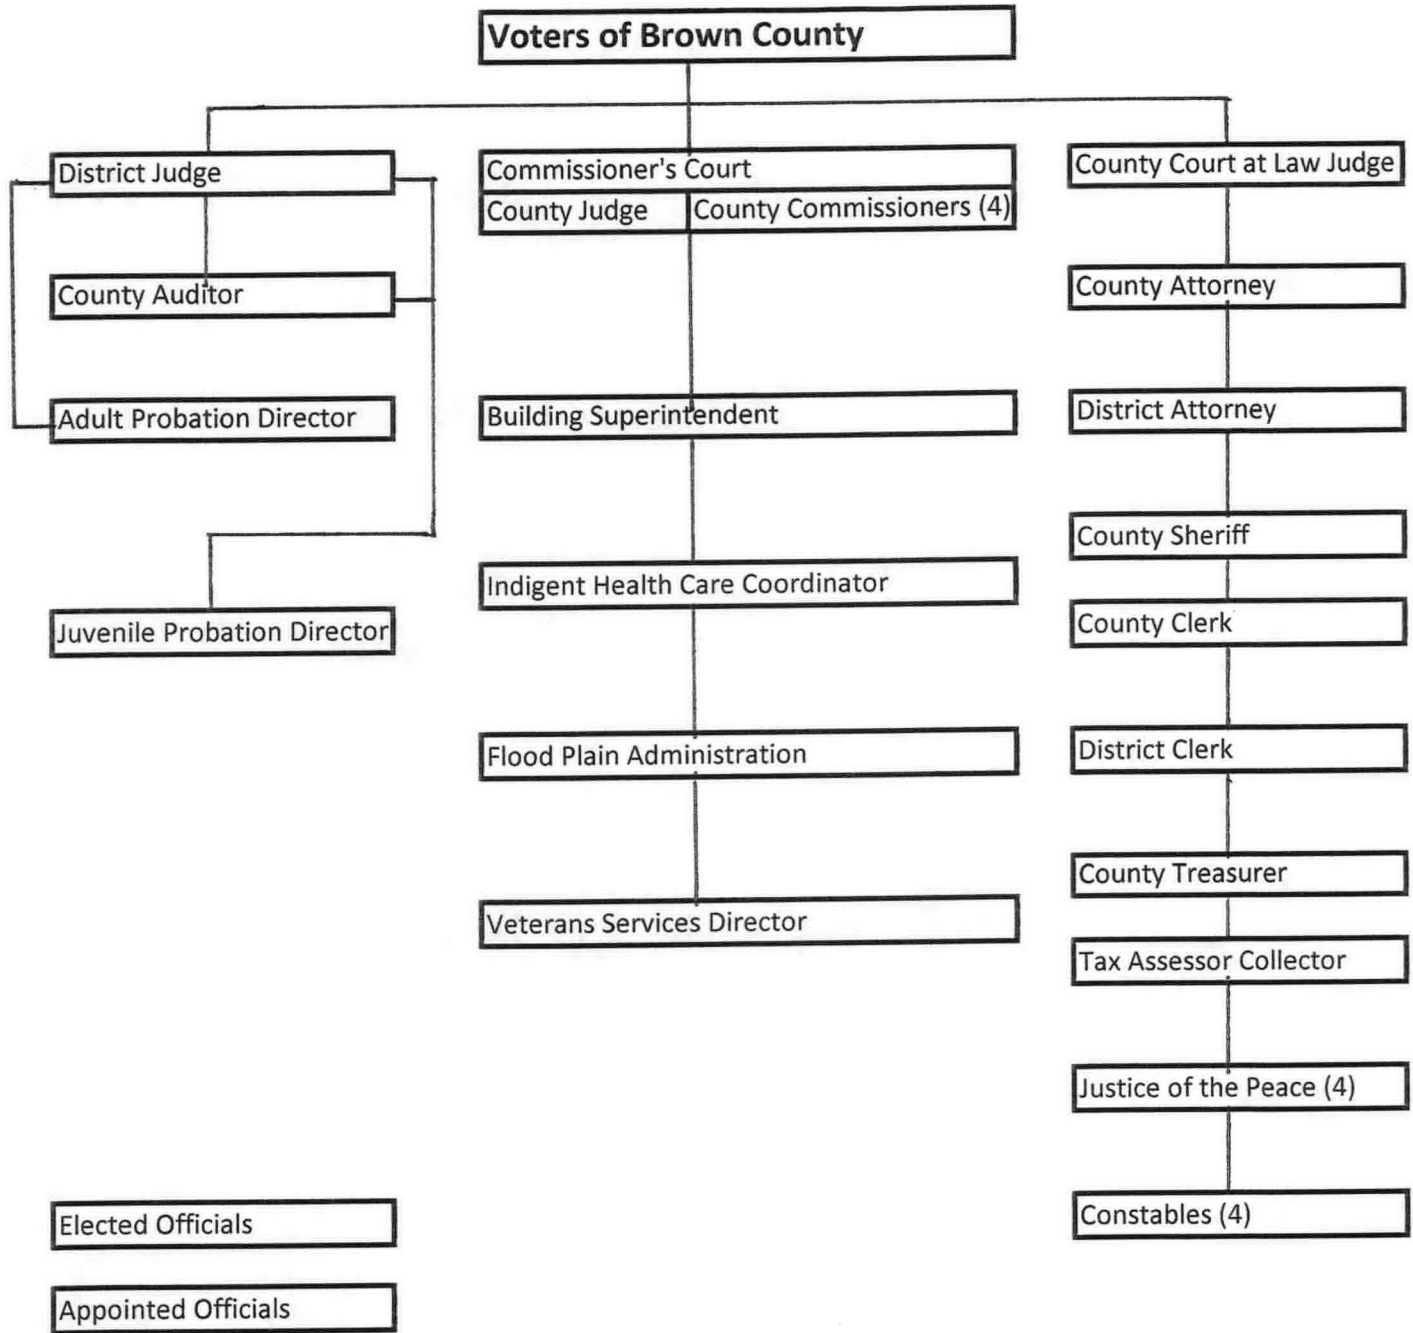 Voters of Brown County
District Judge
County Auditor
Adult Probation Director
Juvenile Probation Director
Commissioner's Court
County Judge
County Commissioners (4)
Building Superintendent
Indigent Health Care Coordinator
Flood Plain Administration
Veterans Services Director
County Court at Law Judge
County Attorney
District Attorney
County Sheriff
County Clerk
District Clerk
County Treasurer
Tax Assessor Collector
Justice of the Peace (4)
Constables (4)
Elected Officials
Appointed Officials